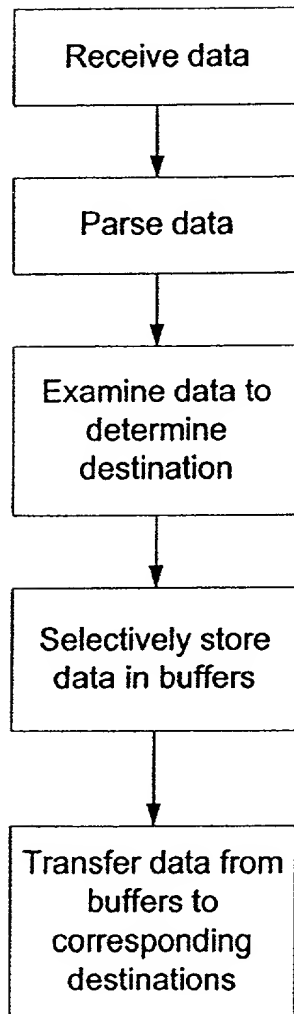 Receive data
Parse data
Examine data to
determine
destination
Selectively store
data in buffers
Transfer data from
buffers to
corresponding
destinations